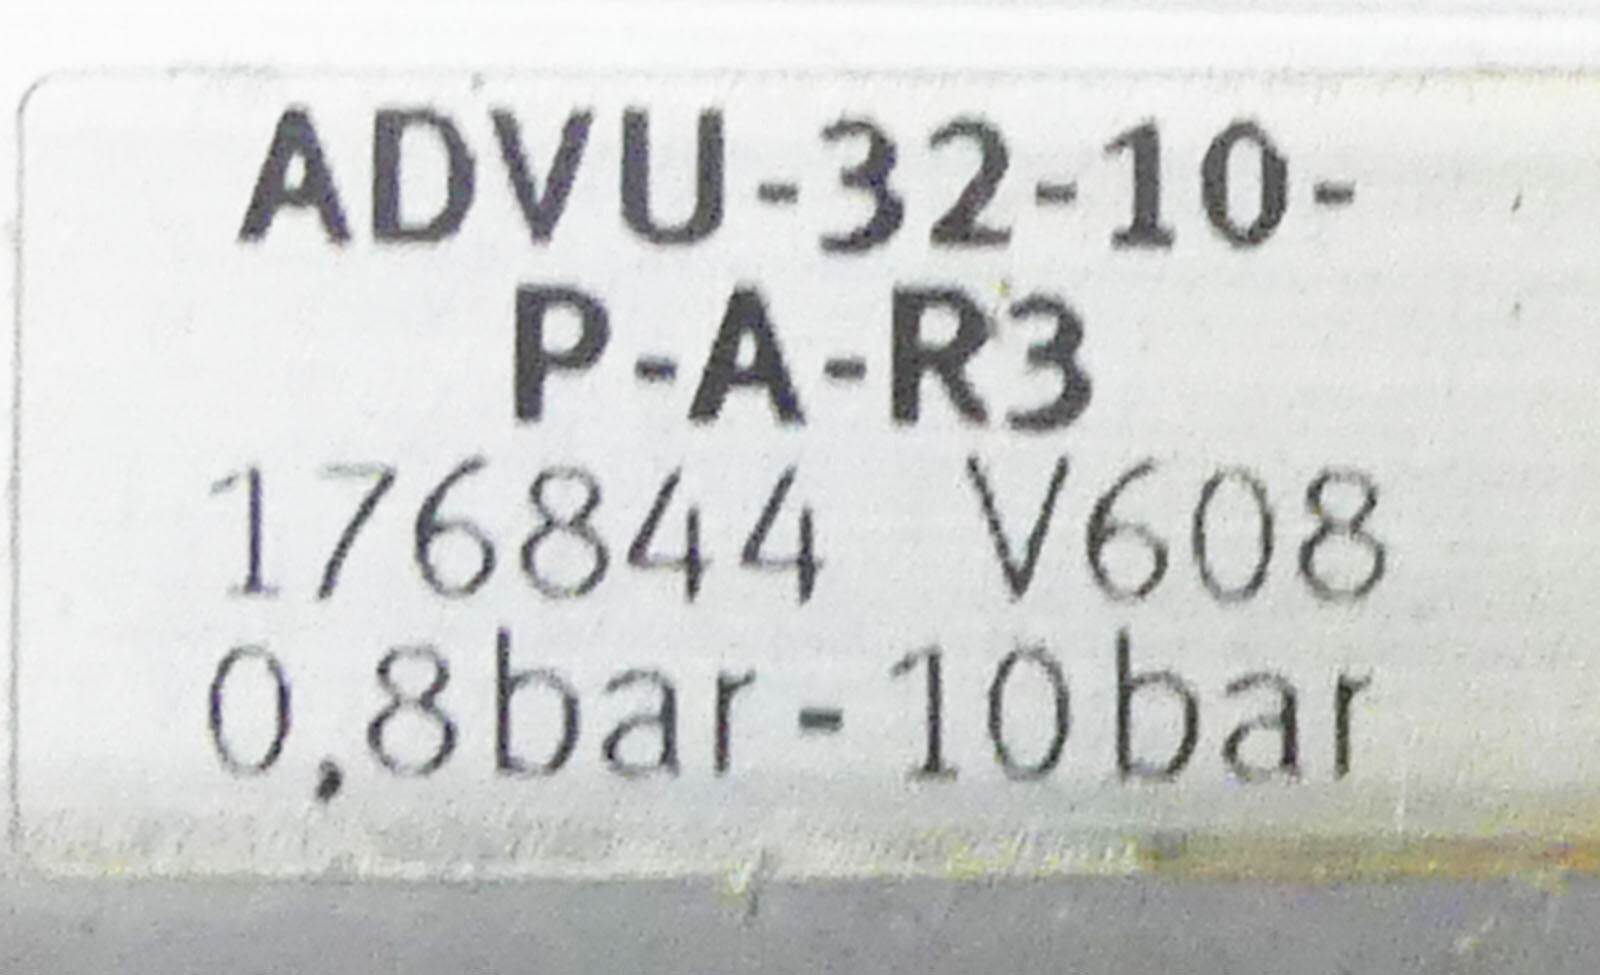 ADVU-32-10-
P-A-R3
176844 V608
0,8bar-10bar